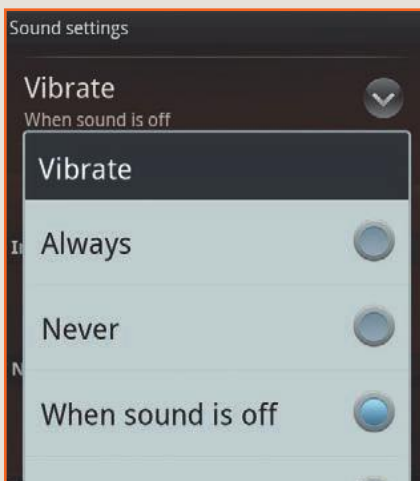 Sound settings
Vibrate
When sound is off
Vibrate
Always
Never
When sound is off